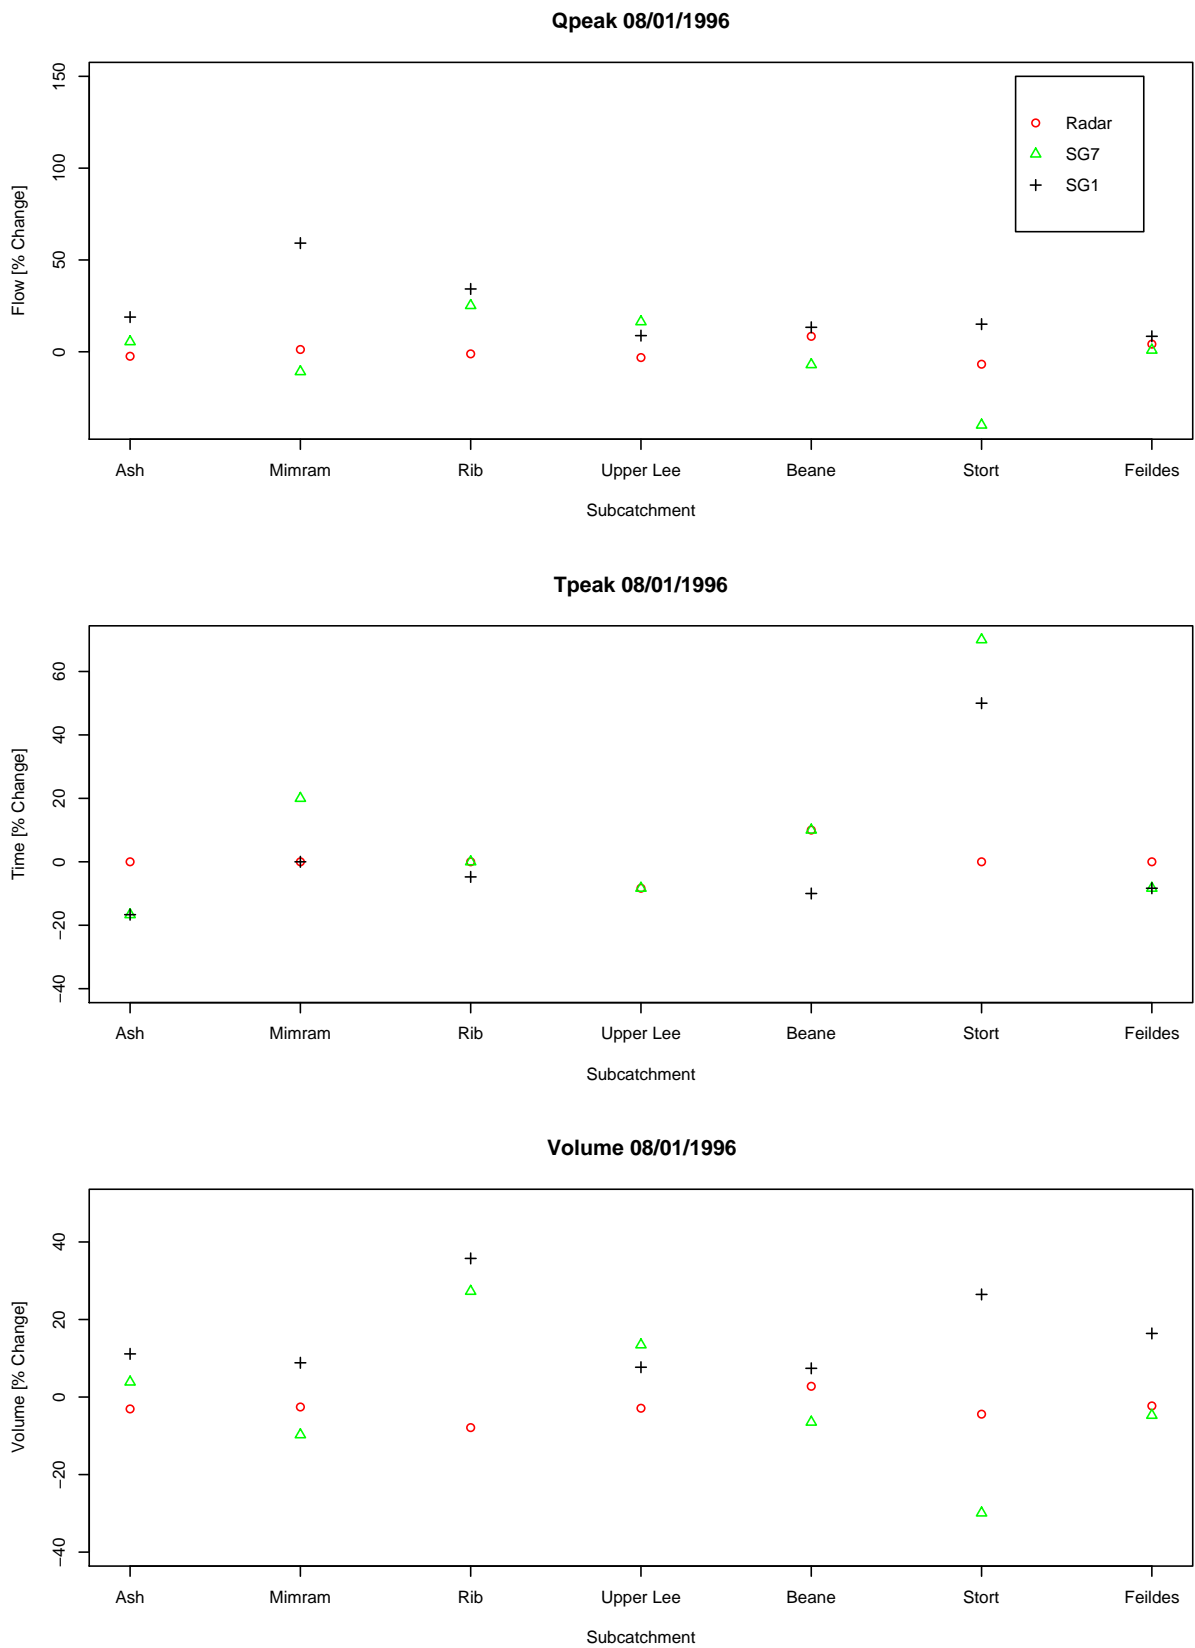 Qpeak 08/01/1996
150
100
50
0
Flow [% Change]
Radar
SG7
SG1
Ash Mimram Rib Upper Lee Beane Stort Feildes
Subcatchment
Tpeak 08/01/1996
60
40
20
0
−20
−40
Time [% Change]
Ash Mimram Rib Upper Lee Beane Stort Feildes
Subcatchment
Volume 08/01/1996
40
20
0
−20
−40
Volume [% Change]
Ash Mimram Rib Upper Lee Beane Stort Feildes
Subcatchment